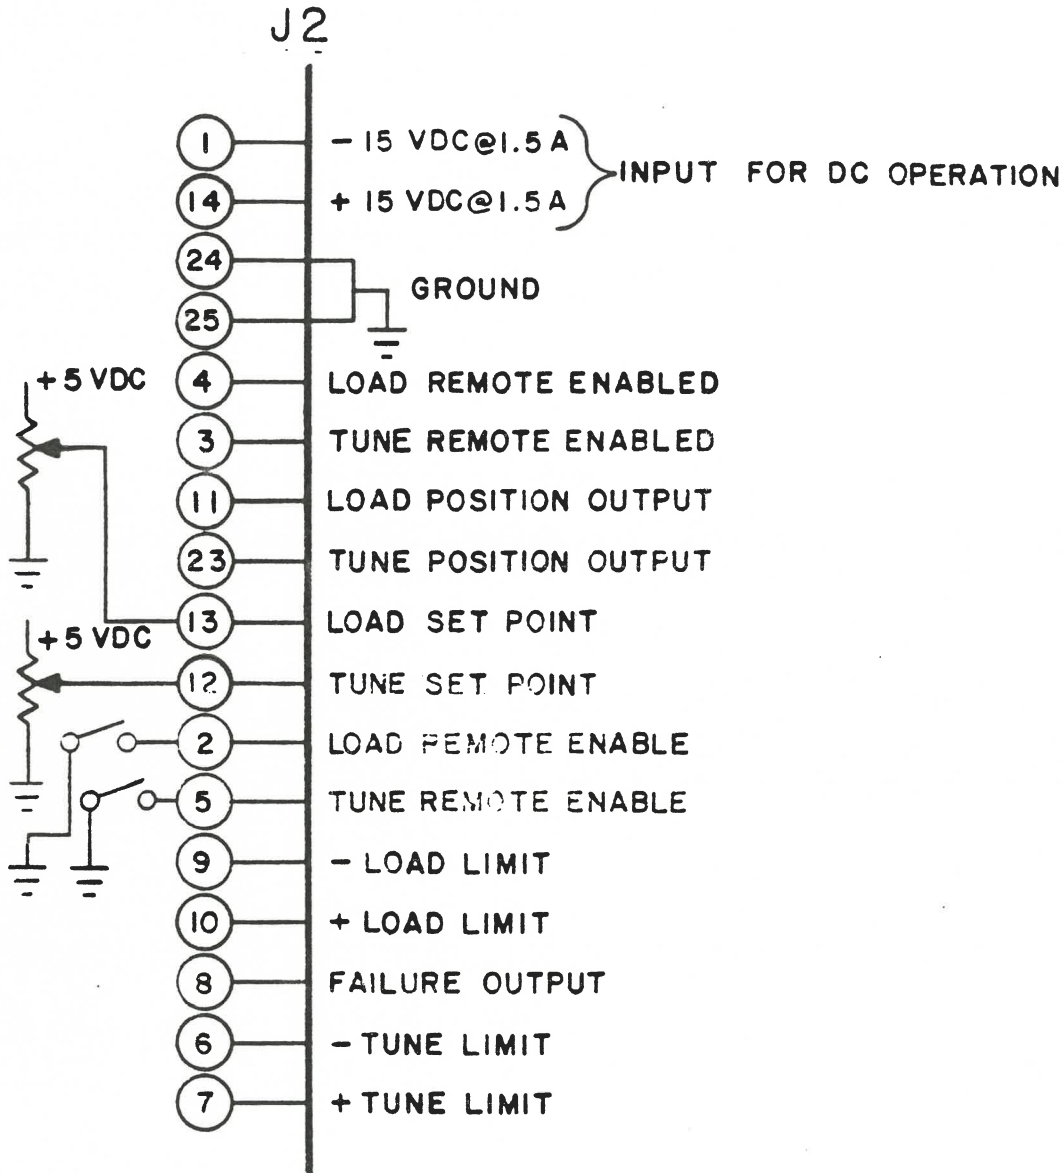 J2
1 - 15 VDC@1.5 A
14 + 15 VDC@1.5 A
INPUT FOR DC OPERATION
24
GROUND
25
+ 5 VDC
4 LOAD REMOTE ENABLED
3 TUNE REMOTE ENABLED
11 LOAD POSITION OUTPUT
23 TUNE POSITION OUTPUT
13 LOAD SET POINT
+ 5 VDC
12 TUNE SET POINT
2 LOAD REMOTE ENABLE
5 TUNE REMOTE ENABLE
9 - LOAD LIMIT
10 + LOAD LIMIT
8 FAILURE OUTPUT
6 - TUNE LIMIT
7 + TUNE LIMIT